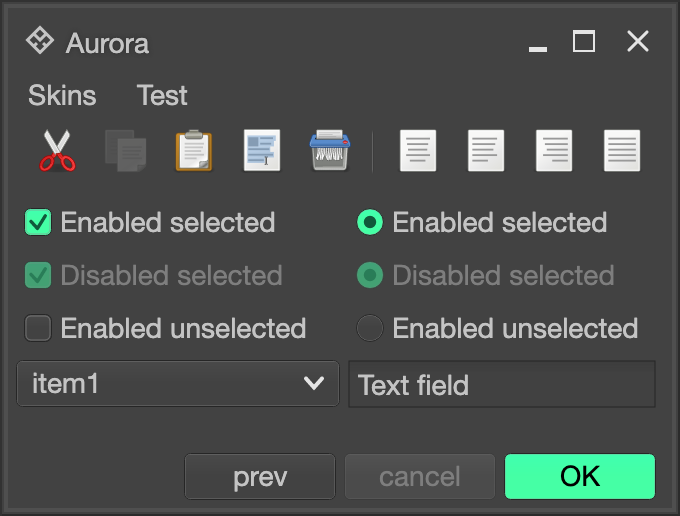 Aurora
Skins Test
Enabled selected Enabled selected
Disabled selected Disabled selected
Enabled unselected Enabled unselected
item1 Text field
prev cancel OK